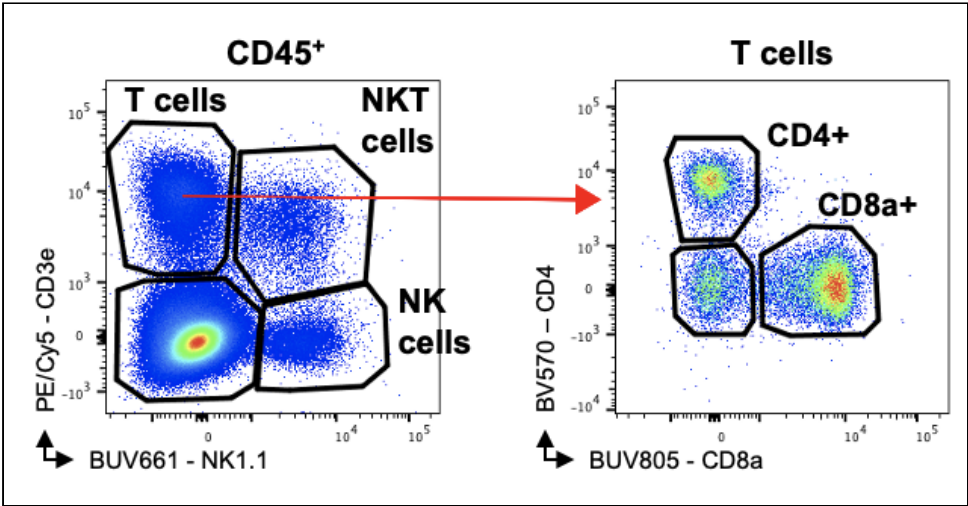 CD45⁺
T cells
T cells
NKT
cells
CD4+
CD8a+
NK
cells
PE/Cy5 - CD3e
10⁵
10⁴
10³
0
-10³
0
10⁴
10⁵
BUV661 - NK1.1
BV570 – CD4
10⁵
10⁴
10³
0
-10³
-10⁴
0
10⁴
10⁵
BUV805 - CD8a